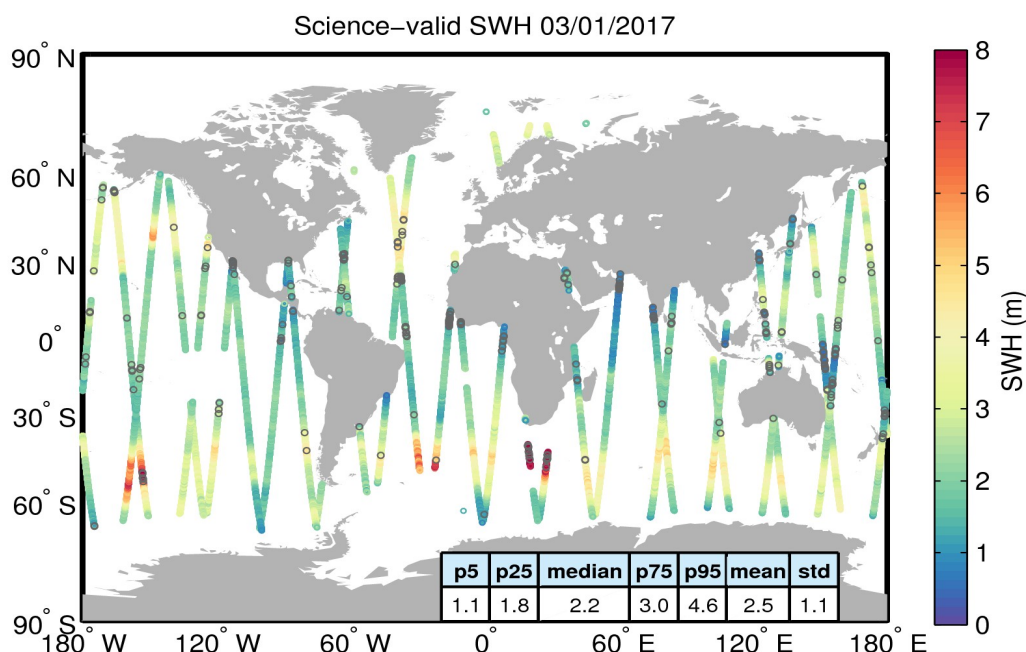 Science−valid SWH 03/01/2017
90° N
60° N
30° N
0°
30° S
60° S
90° S
180° W
120° W
60° W
0°
60° E
120° E
180° E
p5 p25 median p75 p95 mean std
1.1 1.8 2.2 3.0 4.6 2.5 1.1
8
7
6
5
4
3
2
1
0
SWH (m)